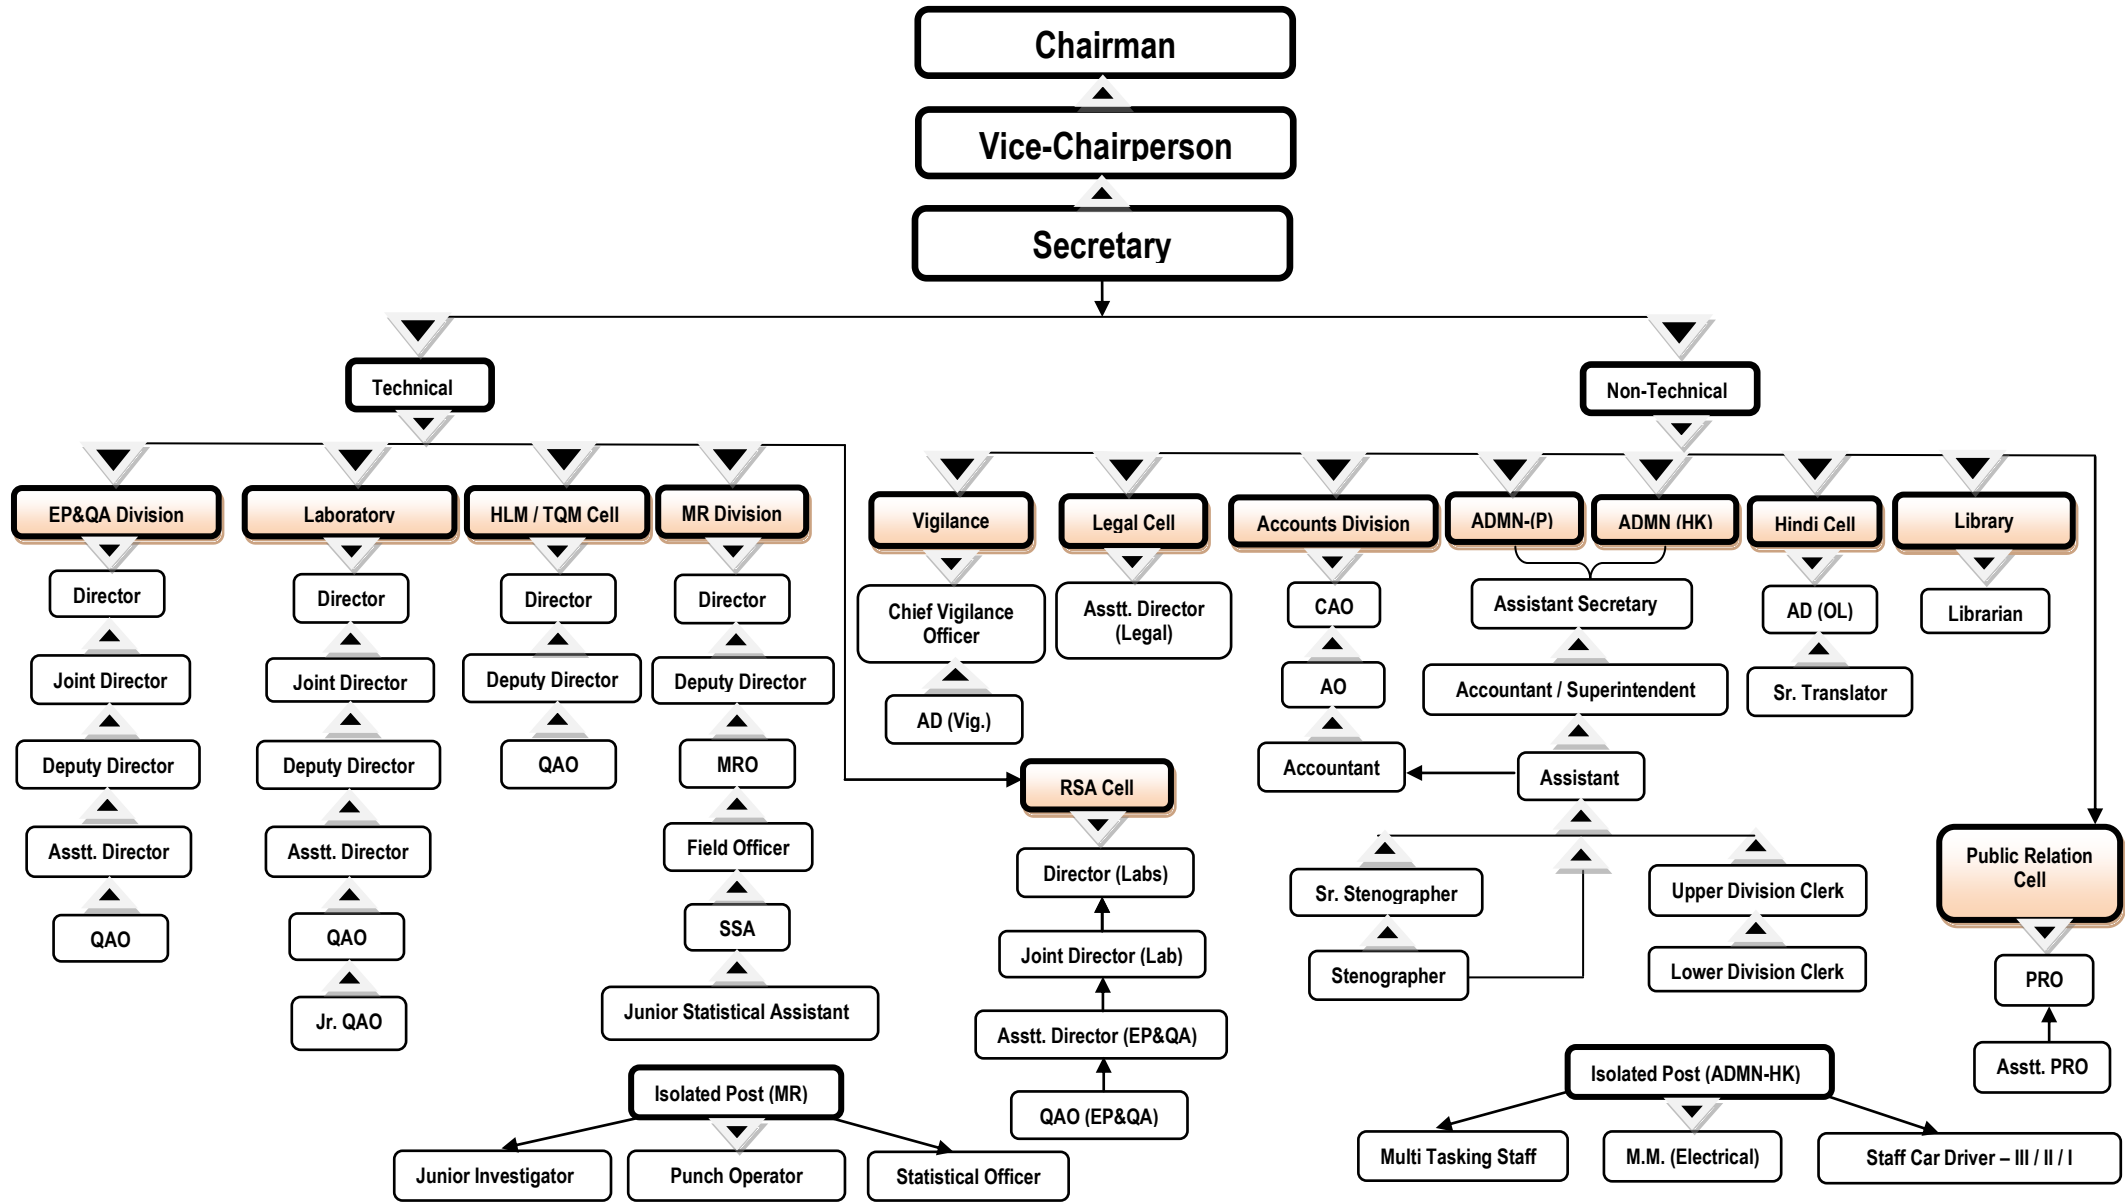 Chairman
Vice-Chairperson
Secretary
Technical
Non-Technical
EP&QA Division
Laboratory
HLM / TQM Cell
MR Division
Vigilance
Legal Cell
Accounts Division
ADMN-(P)
ADMN (HK)
Hindi Cell
Library
Director
Joint Director
Deputy Director
Asstt. Director
QAO
Director
Joint Director
Deputy Director
Asstt. Director
QAO
Jr. QAO
Director
Deputy Director
QAO
Director
Deputy Director
MRO
Field Officer
SSA
Junior Statistical Assistant
RSA Cell
Director (Labs)
Joint Director (Lab)
Asstt. Director (EP&QA)
QAO (EP&QA)
Chief Vigilance
Officer
AD (Vig.)
Asstt. Director
(Legal)
CAO
AO
Accountant
Assistant Secretary
Accountant / Superintendent
Assistant
Sr. Stenographer
Stenographer
Upper Division Clerk
Lower Division Clerk
AD (OL)
Sr. Translator
Librarian
Public Relation
Cell
PRO
Asstt. PRO
Isolated Post (MR)
Junior Investigator
Punch Operator
Statistical Officer
Isolated Post (ADMN-HK)
Multi Tasking Staff
M.M. (Electrical)
Staff Car Driver – III / II / I